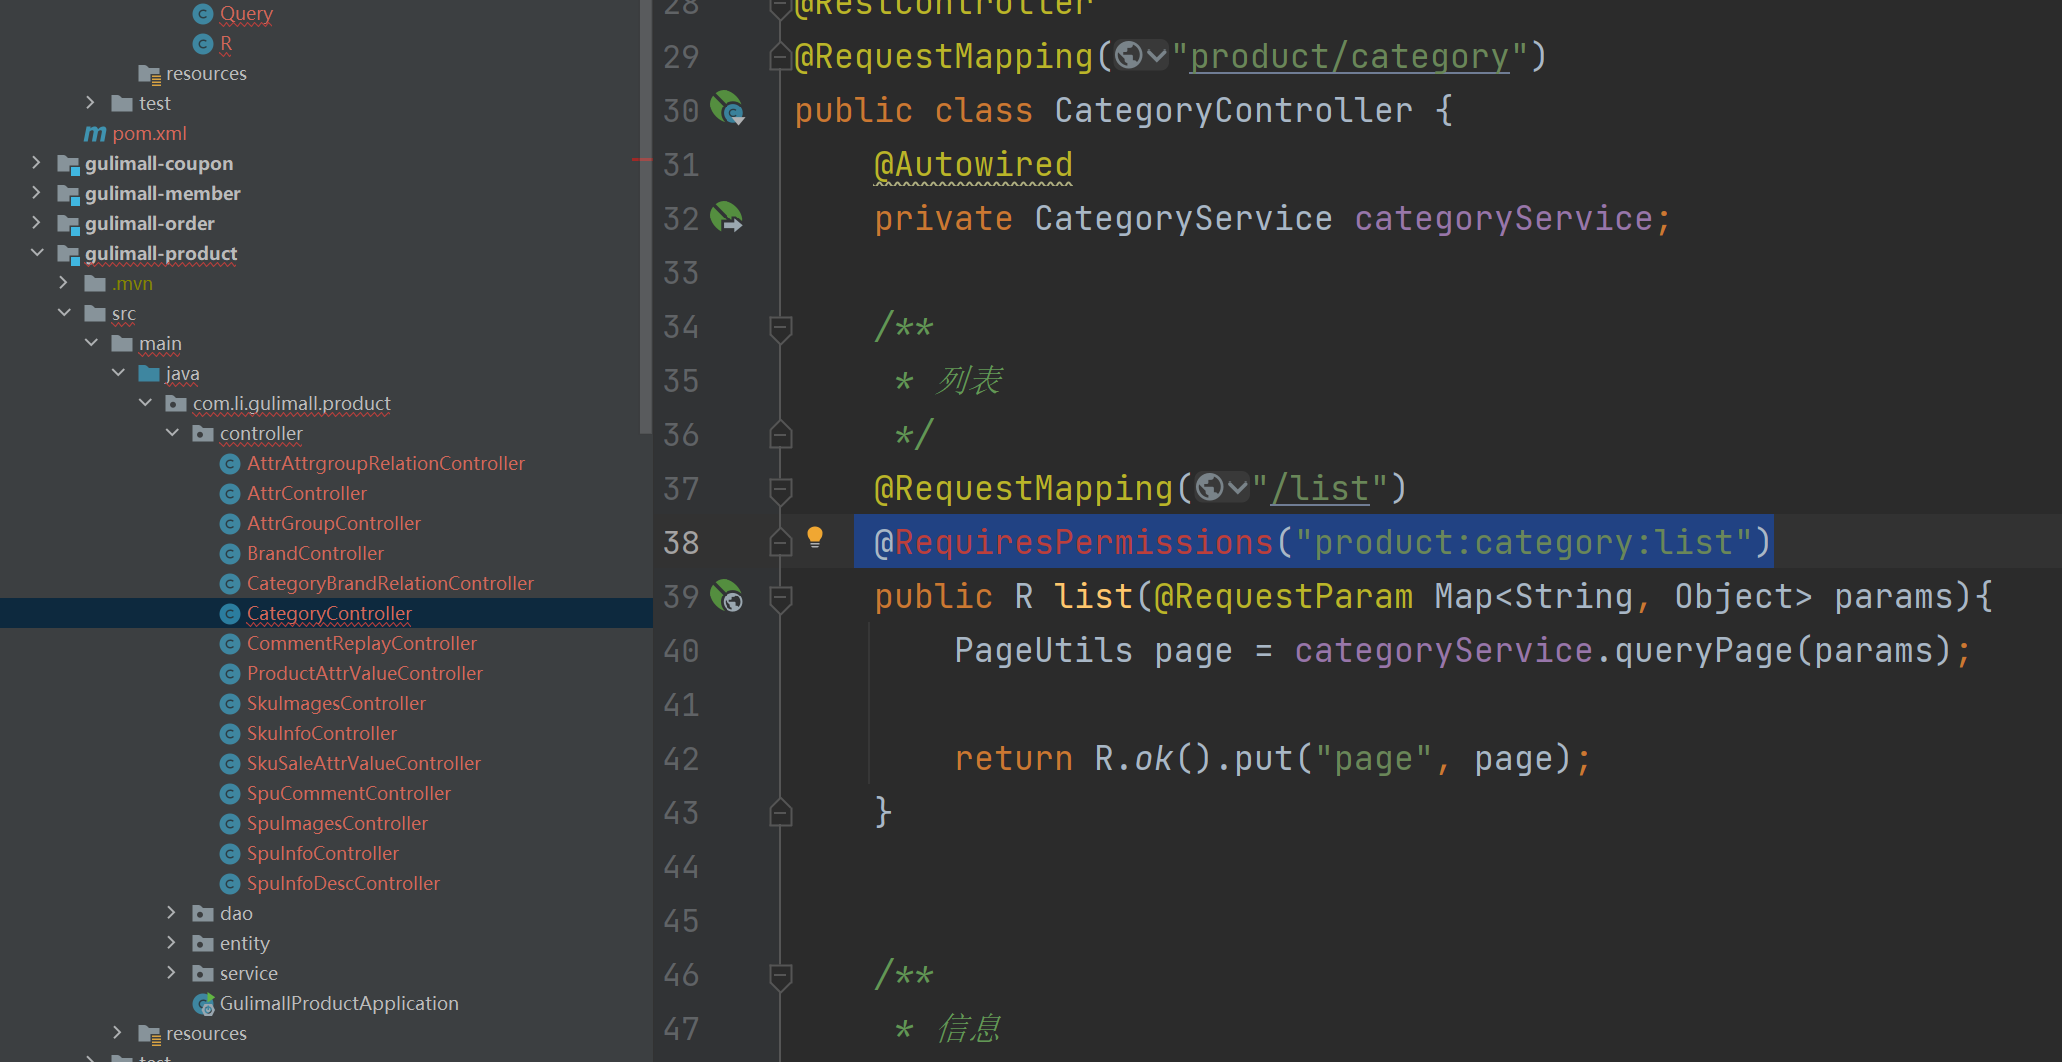 Query
R
resources
test
pom.xml
gulimall-coupon
gulimall-member
gulimall-order
gulimall-product
.mvn
src
main
java
com.li.gulimall.product
controller
AttrAttrgroupRelationController
AttrController
AttrGroupController
BrandController
CategoryBrandRelationController
CategoryController
CommentReplayController
ProductAttrValueController
SkuImagesController
SkuInfoController
SkuSaleAttrValueController
SpuCommentController
SpuImagesController
SpuInfoController
SpuInfoDescController
dao
entity
service
GulimallProductApplication
resources
test
28 @RestController
29 @RequestMapping("product/category")
30 public class CategoryController {
31 @Autowired
32 private CategoryService categoryService;
33
34 /**
35 * 列表
36 */
37 @RequestMapping("/list")
38 @RequiresPermissions("product:category:list")
39 public R list(@RequestParam Map<String, Object> params){
40 PageUtils page = categoryService.queryPage(params);
41
42 return R.ok().put("page", page);
43 }
44
45
46 /**
47 * 信息